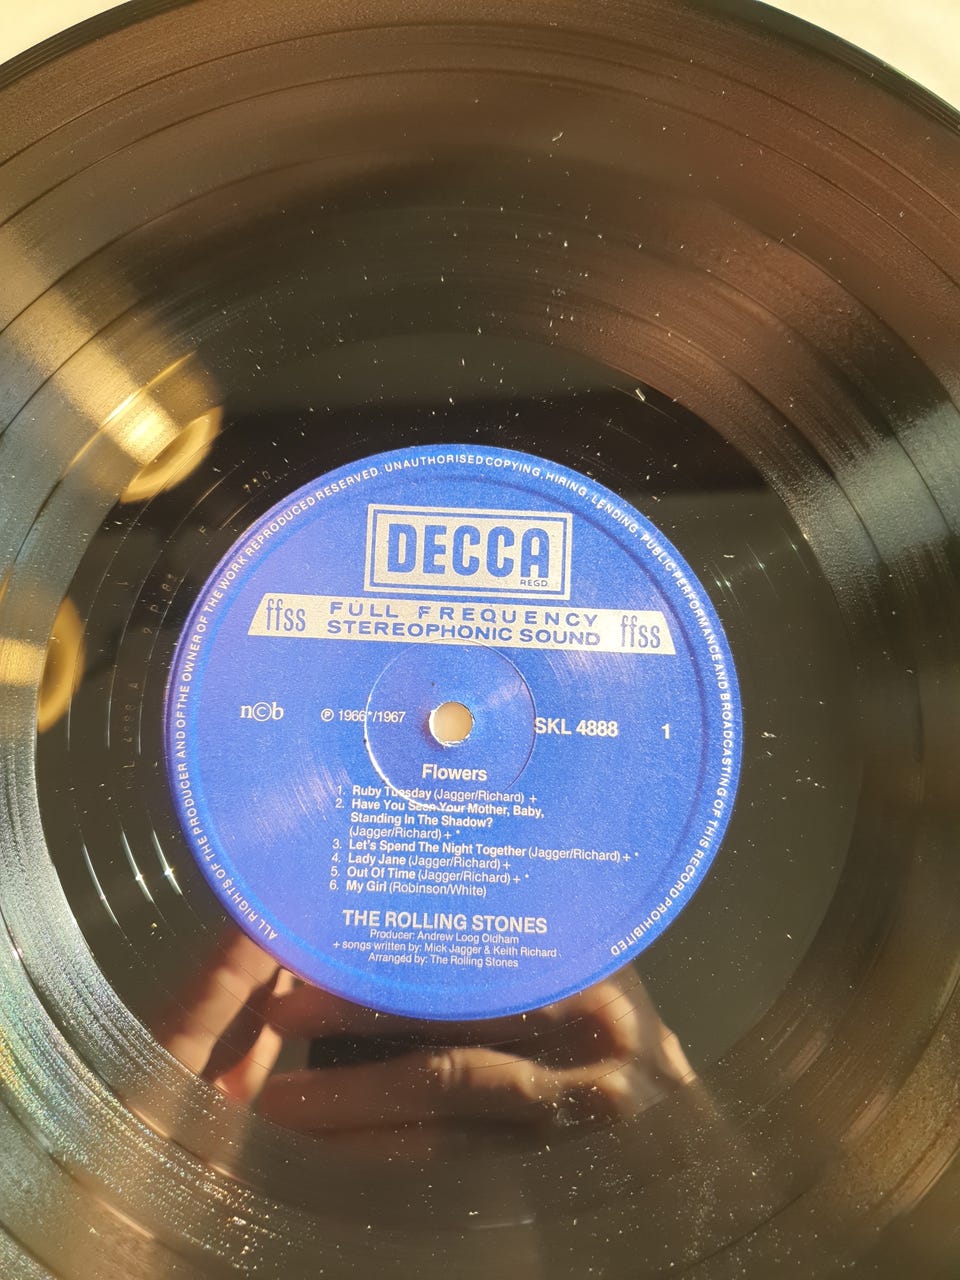 ALL RIGHTS OF THE PRODUCER AND OF THE OWNER OF THE WORK REPRODUCED RESERVED. UNAUTHORISED COPYING, HIRING, LENDING, PUBLIC PERFORMANCE AND BROADCASTING OF THIS RECORD PROHIBITED
DECCA
REGD.
ffss FULL FREQUENCY STEREOPHONIC SOUND ffss
n©b ℗ 1966*/1967 SKL 4888 1
Flowers
1. Ruby Tuesday (Jagger/Richard) +
2. Have You Seen Your Mother, Baby,
Standing In The Shadow?
(Jagger/Richard) + *
3. Let's Spend The Night Together (Jagger/Richard) + *
4. Lady Jane (Jagger/Richard) +
5. Out Of Time (Jagger/Richard) + *
6. My Girl (Robinson/White)
THE ROLLING STONES
Producer: Andrew Loog Oldham
+ songs written by: Mick Jagger & Keith Richard
Arranged by: The Rolling Stones